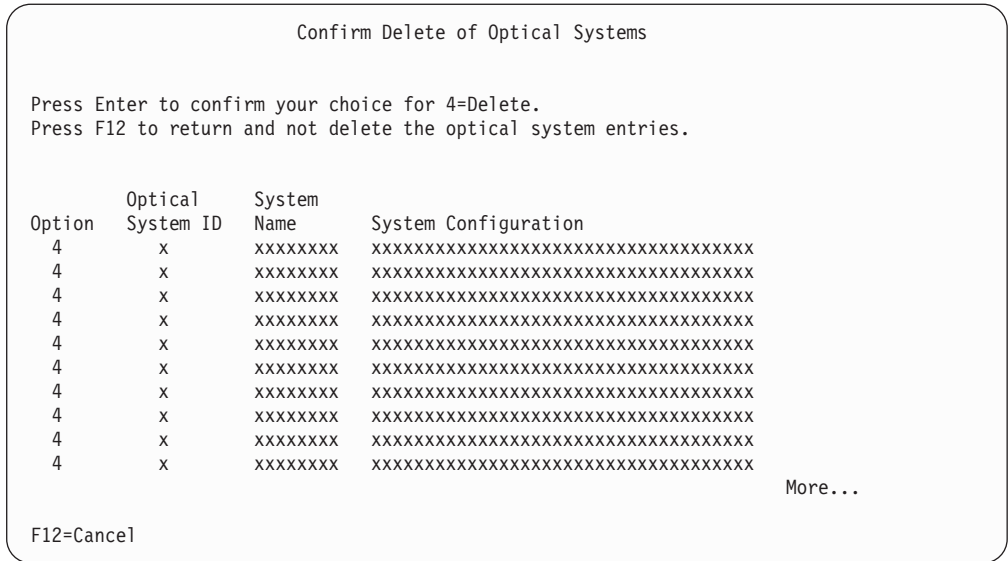 Confirm Delete of Optical Systems
Press Enter to confirm your choice for 4=Delete.
Press F12 to return and not delete the optical system entries.
Optical System
Option System ID Name System Configuration
4 x xxxxxxxx xxxxxxxxxxxxxxxxxxxxxxxxxxxxxxxxxxxx
4 x xxxxxxxx xxxxxxxxxxxxxxxxxxxxxxxxxxxxxxxxxxxx
4 x xxxxxxxx xxxxxxxxxxxxxxxxxxxxxxxxxxxxxxxxxxxx
4 x xxxxxxxx xxxxxxxxxxxxxxxxxxxxxxxxxxxxxxxxxxxx
4 x xxxxxxxx xxxxxxxxxxxxxxxxxxxxxxxxxxxxxxxxxxxx
4 x xxxxxxxx xxxxxxxxxxxxxxxxxxxxxxxxxxxxxxxxxxxx
4 x xxxxxxxx xxxxxxxxxxxxxxxxxxxxxxxxxxxxxxxxxxxx
4 x xxxxxxxx xxxxxxxxxxxxxxxxxxxxxxxxxxxxxxxxxxxx
4 x xxxxxxxx xxxxxxxxxxxxxxxxxxxxxxxxxxxxxxxxxxxx
4 x xxxxxxxx xxxxxxxxxxxxxxxxxxxxxxxxxxxxxxxxxxxx
More...
F12=Cancel